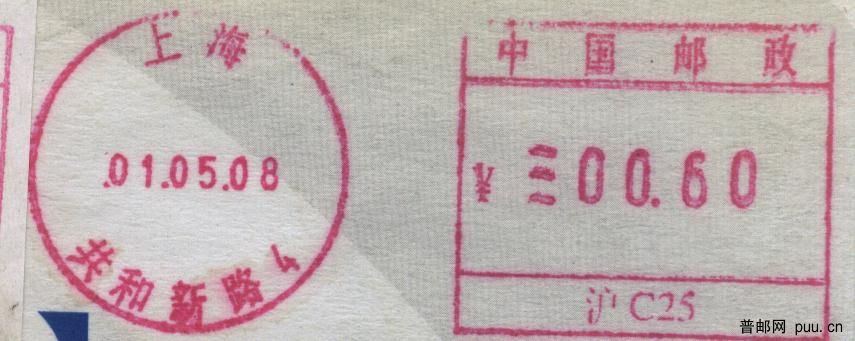 上海
.01.05.08
共和新路4
中国邮政
¥ 00.60
沪C25
普邮网 puu.cn